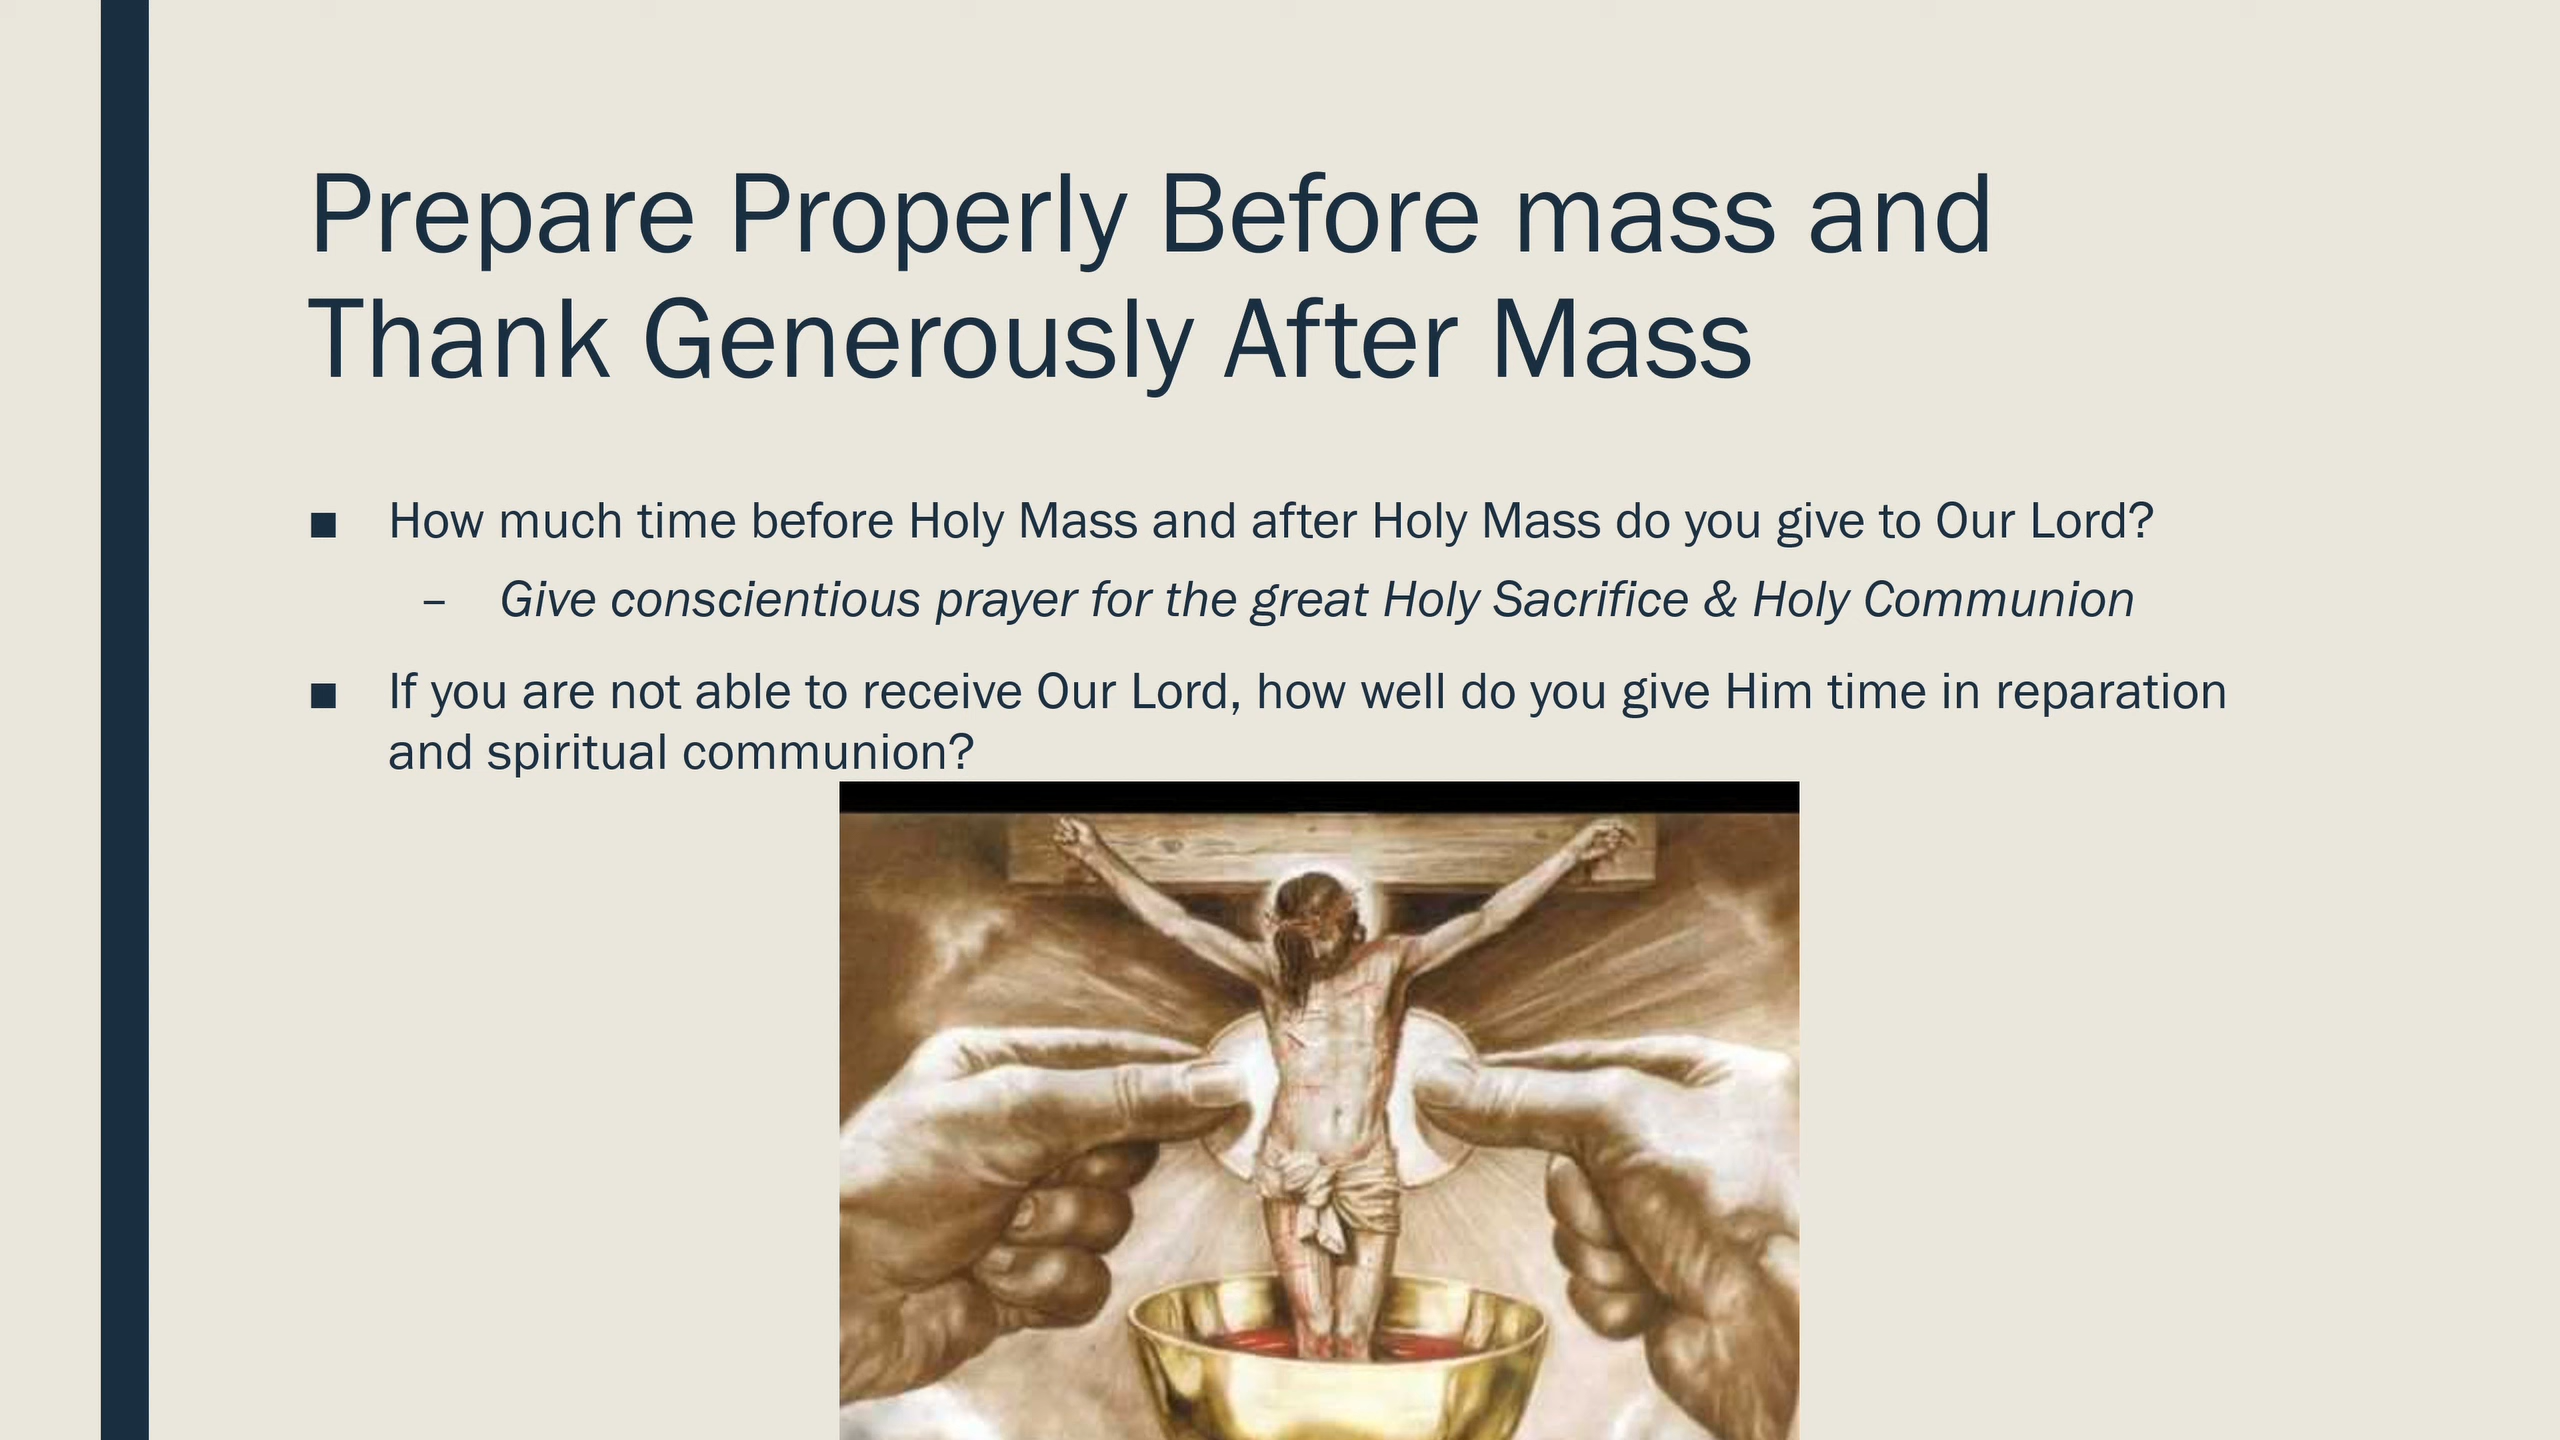 Prepare Properly Before mass and
Thank Generously After Mass
■ How much time before Holy Mass and after Holy Mass do you give to Our Lord?
– Give conscientious prayer for the great Holy Sacrifice & Holy Communion
■ If you are not able to receive Our Lord, how well do you give Him time in reparation
and spiritual communion?